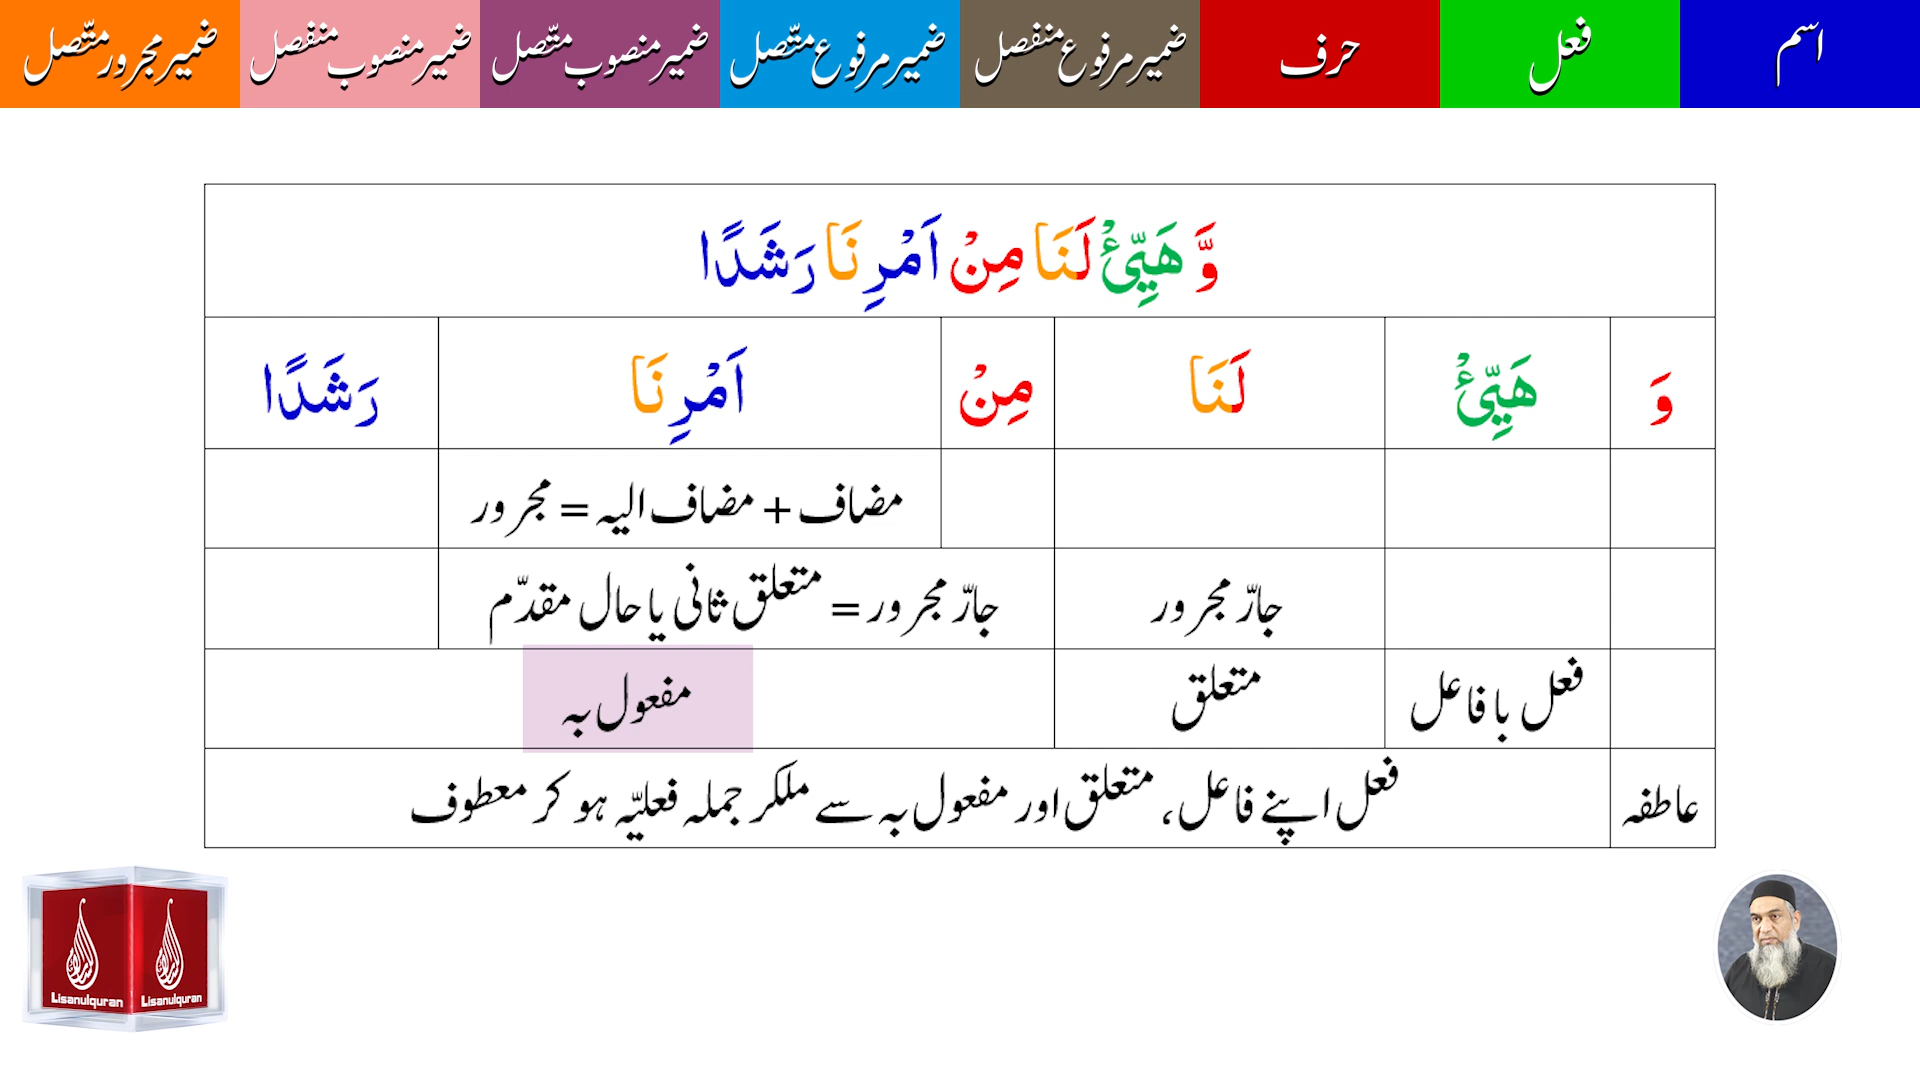 اسم فعل حرف ضمیر مرفوع منفصل ضمیر مرفوع متّصل ضمیر منصوب متّصل ضمیر منصوب منفصل ضمیر مجرور متّصل
وَّ هَيِّئْ لَنَا مِنْ اَمْرِنَا رَشَدًا
وَ هَيِّئْ لَنَا مِنْ اَمْرِنَا رَشَدًا
مضاف + مضاف الیہ = مجرور
جارّ مجرور جارّ مجرور = متعلق ثانی یا حال مقدّم
فعل با فاعل متعلق مفعول بہ
عاطفہ فعل اپنے فاعل، متعلق اور مفعول بہ سے ملکر جملہ فعلیّہ ہو کر معطوف
Lisanulquran Lisanulquran